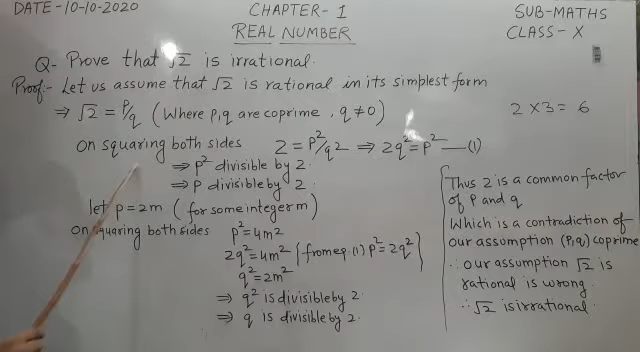 DATE-10-10-2020
CHAPTER-1
REAL NUMBER
SUB-MATHS
CLASS-X
Q- Prove that √2 is irrational.
Proof:- Let us assume that √2 is rational in its simplest form
⇒ √2 = P/q (Where p,q are coprime, q≠0)
2 x 3 = 6
on squaring both sides 2 = p²/q² ⇒ 2q² = p² —(1)
⇒ p² divisible by 2.
⇒ p divisible by 2.
let p = 2m (for some integer m)
on squaring both sides p² = 4m2
2q² = 4m² {from eq. (1) p² = 2q²}
q² = 2m²
⇒ q² is divisible by 2.
⇒ q is divisible by 2.
Thus 2 is a common factor
of p and q
Which is a contradiction of
our assumption (p,q) coprime
∴ our assumption √2 is
rational is wrong.
∴ √2 is irrational.